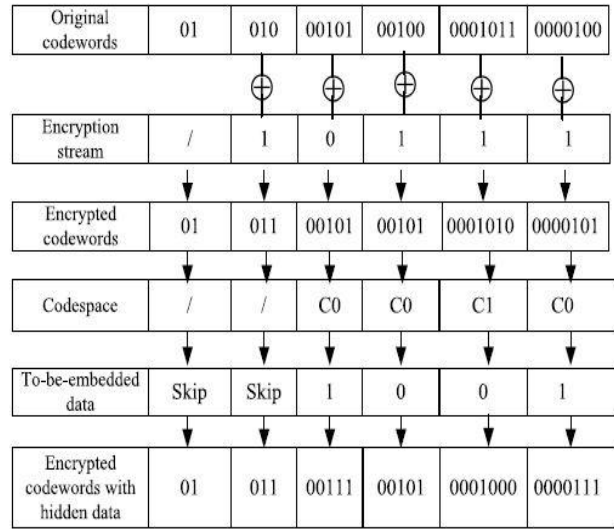 Original codewords 01 010 00101 00100 0001011 0000100
Encryption stream / 1 0 1 1 1
Encrypted codewords 01 011 00101 00101 0001010 0000101
Codespace / / C0 C0 C1 C0
To-be-embedded data Skip Skip 1 0 0 1
Encrypted codewords with hidden data 01 011 00111 00101 0001000 0000111